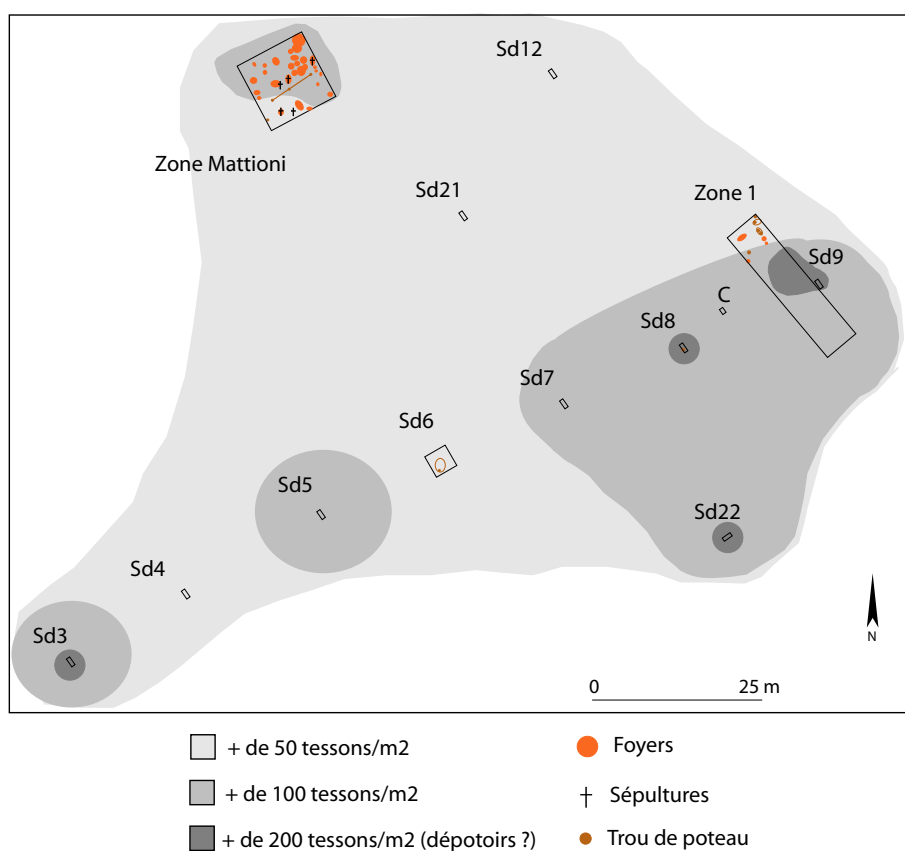 Sd12
Zone Mattioni
Sd21
Zone 1
Sd9
C
Sd8
Sd7
Sd6
Sd5
Sd22
Sd4
Sd3
N
0 25 m
+ de 50 tessons/m2
Foyers
+ de 100 tessons/m2
Sépultures
+ de 200 tessons/m2 (dépotoirs ?)
Trou de poteau